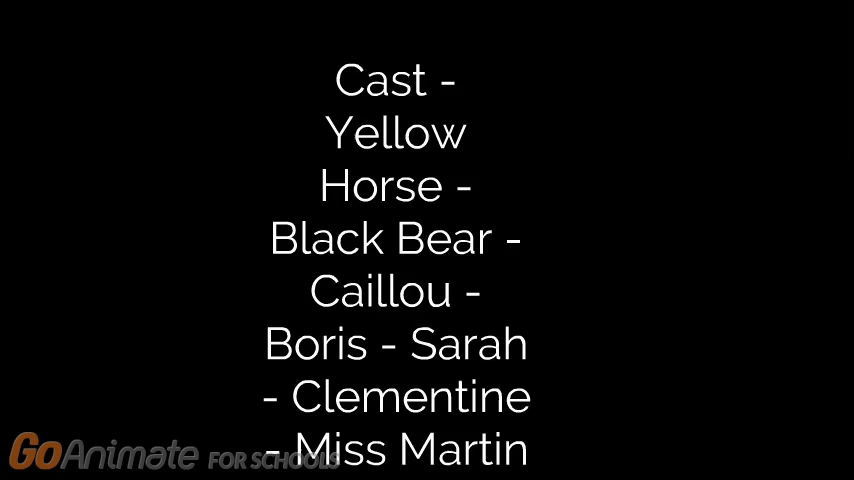 Cast -
Yellow
Horse -
Black Bear -
Caillou -
Boris - Sarah
- Clementine
- Miss Martin
GoAnimate FOR SCHOOLS